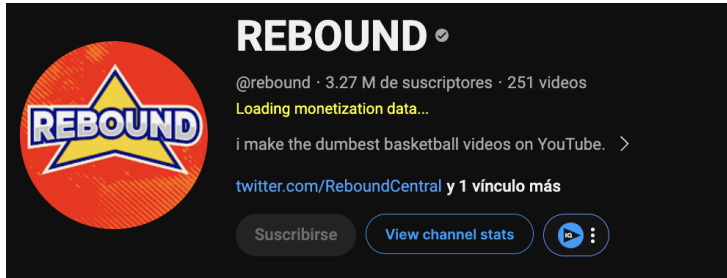 REBOUND
REBOUND
@rebound · 3.27 M de suscriptores · 251 videos
Loading monetization data...
i make the dumbest basketball videos on YouTube.
twitter.com/ReboundCentral y 1 vínculo más
Suscribirse View channel stats IQ